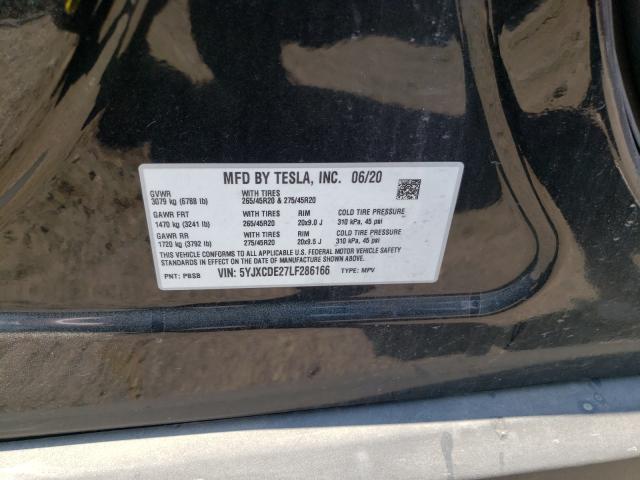 MFD BY TESLA, INC. 06/20
GVWR WITH TIRES
3079 kg (6788 lb) 265/45R20 & 275/45R20
GAWR FRT WITH TIRES RIM COLD TIRE PRESSURE
1470 kg (3241 lb) 265/45R20 20x9.0 J 310 kPa, 45 psi
GAWR RR WITH TIRES RIM COLD TIRE PRESSURE
1720 kg (3792 lb) 275/45R20 20x9.5 J 310 kPa, 45 psi
THIS VEHICLE CONFORMS TO ALL APPLICABLE U.S. FEDERAL MOTOR VEHICLE SAFETY
STANDARDS IN EFFECT ON THE DATE OF MANUFACTURE SHOWN ABOVE.
PNT: PBSB VIN: 5YJXCDE27LF286166 TYPE: MPV